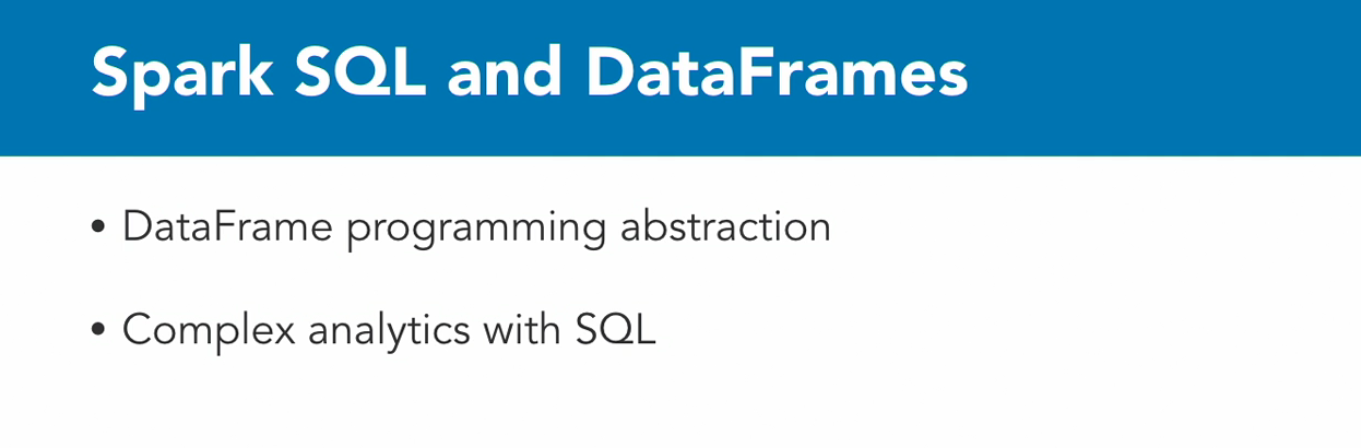 Spark SQL and DataFrames
• DataFrame programming abstraction
• Complex analytics with SQL